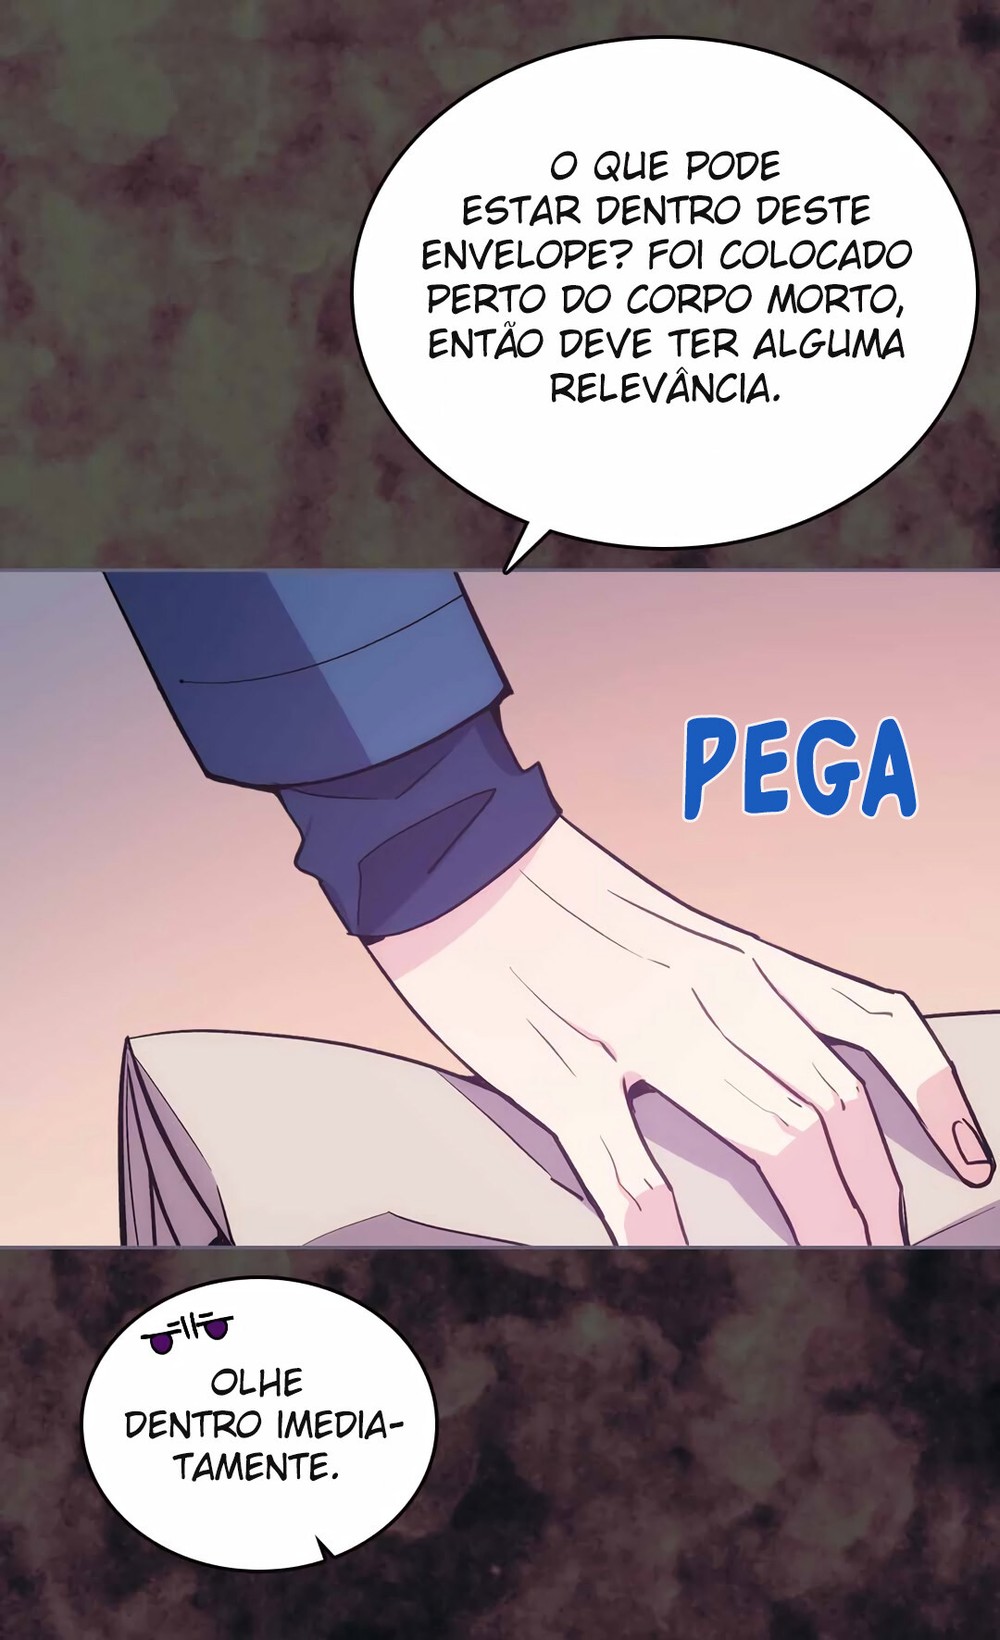 O QUE PODE
ESTAR DENTRO DESTE
ENVELOPE? FOI COLOCADO
PERTO DO CORPO MORTO,
ENTÃO DEVE TER ALGUMA
RELEVÂNCIA.
PEGA
OLHE
DENTRO IMEDIA-
TAMENTE.